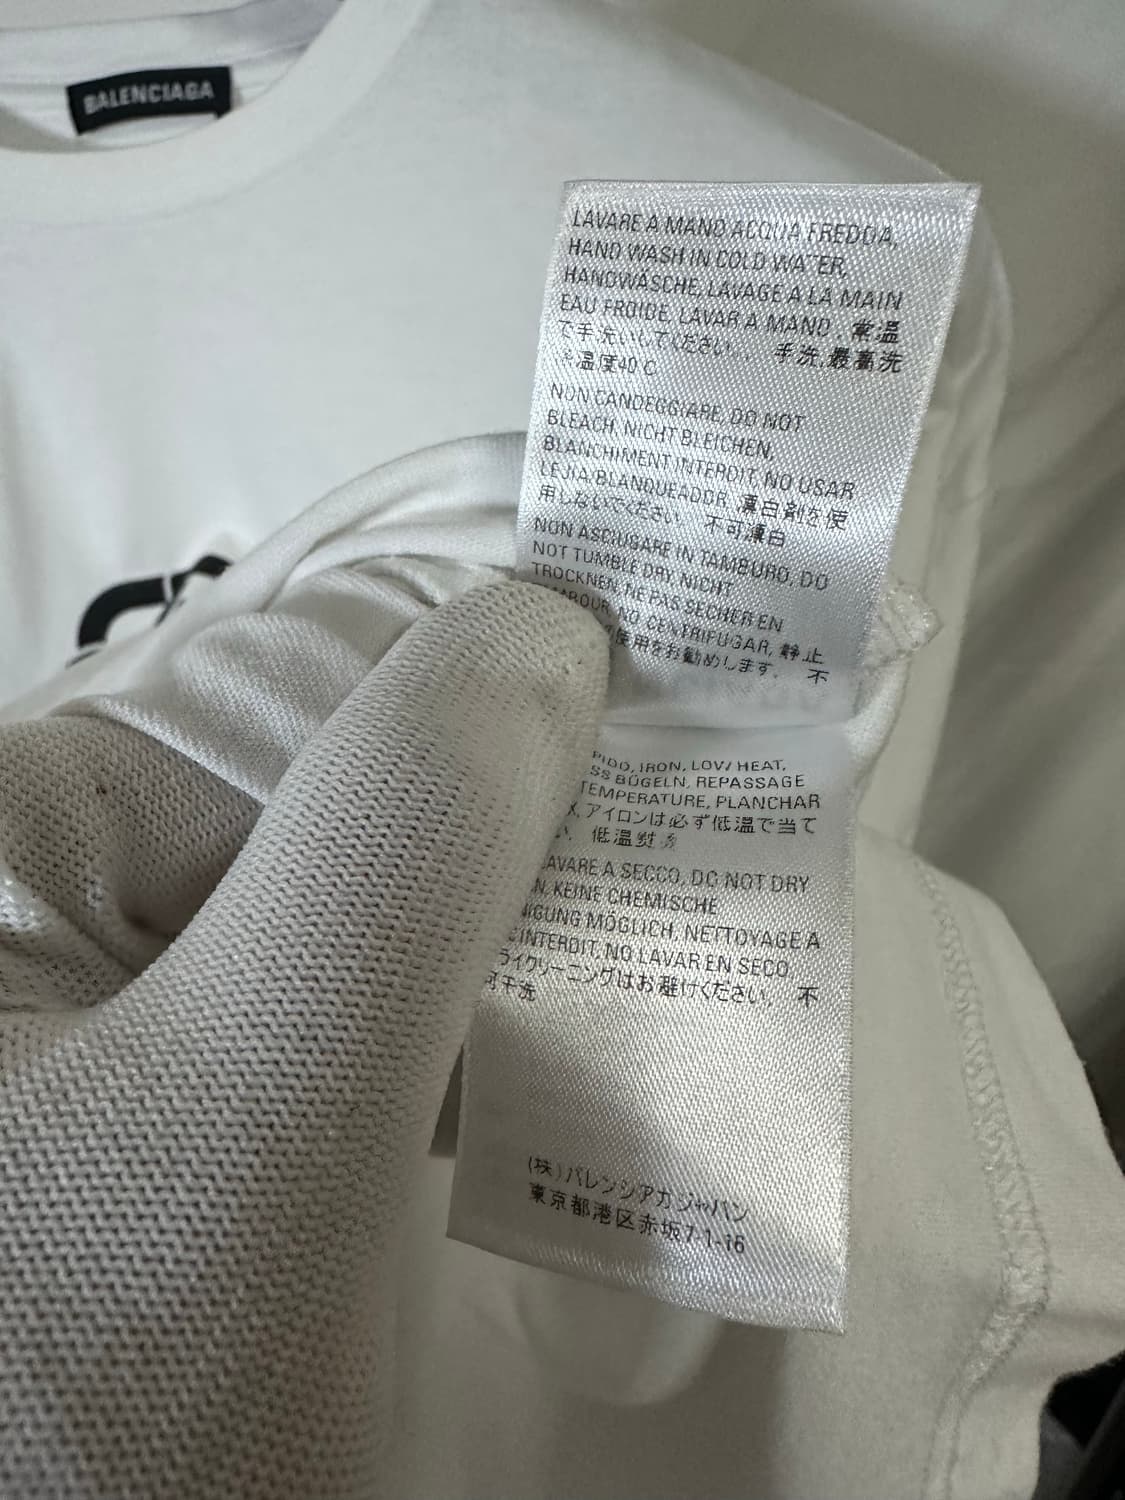 BALENCIAGA
LAVARE A MANO ACQUA FREDDA,
HAND WASH IN COLD WATER,
HANDWÄSCHE, LAVAGE A LA MAIN
EAU FROIDE, LAVAR A MANO 常温
で手洗いしてください。 手洗,最高洗
温度40 C
NON CANDEGGIARE, DO NOT
BLEACH, NICHT BLEICHEN,
BLANCHIMENT INTERDIT, NO USAR
LEJIA/BLANQUEADOR, 漂白剤を使
用しないでください 不可漂白
NON ASCIUGARE IN TAMBURO, DO
NOT TUMBLE DRY, NICHT
TROCKNEN NE PAS SECHER EN
NO CENTRIFUGAR, 静止
使用をお勧めします。 不
PIDO, IRON, LOW HEAT,
SS BÜGELN, REPASSAGE
TEMPERATURE, PLANCHAR
アイロンは必ず低温で当て
い。 低温熨
LAVARE A SECCO, DO NOT DRY
KEINE CHEMISCHE
NIGUNG MÖGLICH, NETTOYAGE A
INTERDIT, NO LAVAR EN SECO,
ライクリーニングはお避けください。 不
可干洗
(株)バレンシアガ ジャパン
東京都港区赤坂7-1-16